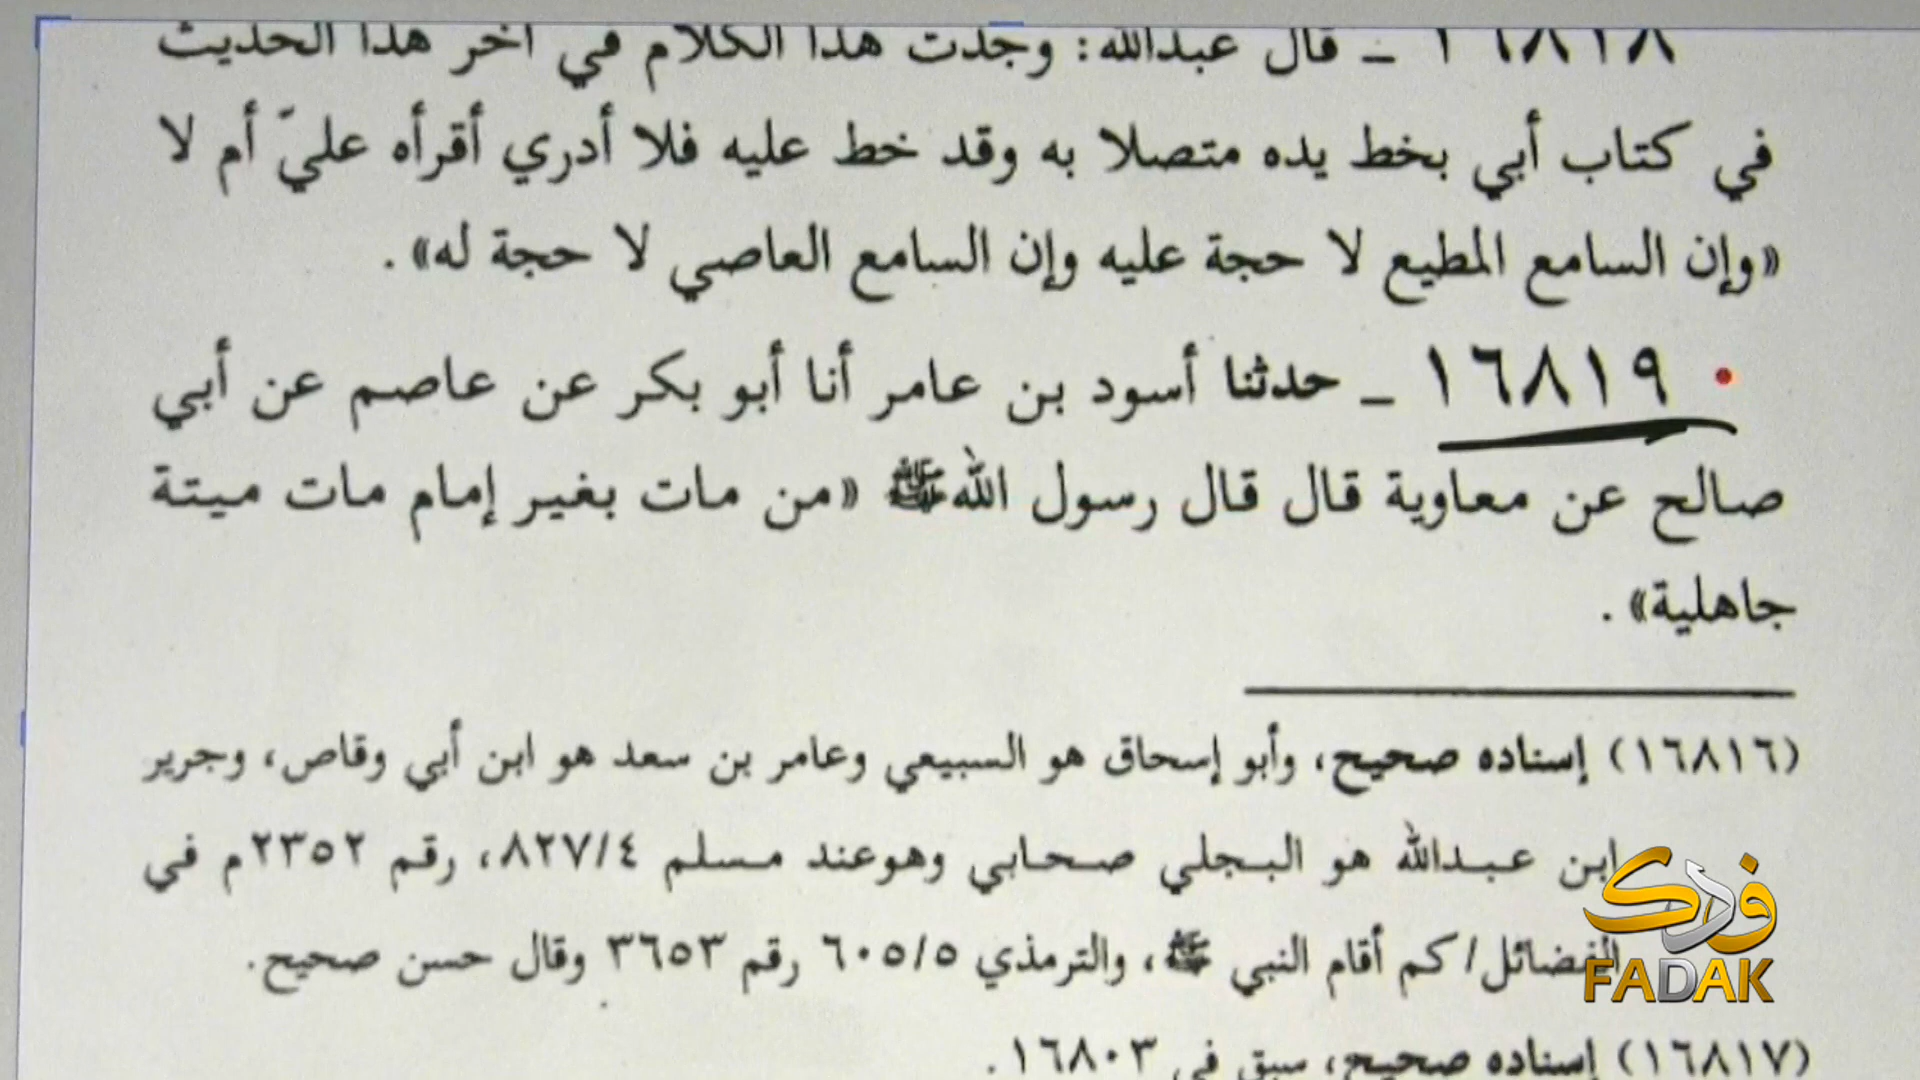 ١٦٨١٨ ــ قال عبدالله: وجدت هذا الكلام في آخر هذا الحديث
في كتاب أبي بخط يده متصلا به وقد خط عليه فلا أدري أقرأه عليّ أم لا
«وإن السامع المطيع لا حجة عليه وإن السامع العاصي لا حجة له».
١٦٨١٩ ــ حدثنا أسود بن عامر أنا أبو بكر عن عاصم عن أبي
صالح عن معاوية قال قال رسول الله ﷺ «من مات بغير إمام مات ميتة
جاهلية».
(١٦٨١٦) إسناده صحيح، وأبو إسحاق هو السبيعي وعامر بن سعد هو ابن أبي وقاص، وجرير
ابن عبدالله هو البجلي صحابي وهوعند مسلم ٨٢٧/٤، رقم ٢٣٥٢م في
الفضائل/ كم أقام النبي ﷺ، والترمذي ٦٠٥/٥ رقم ٣٦٥٣ وقال حسن صحيح.
(١٦٨١٧) إسناده صحيح، سبق في ١٦٨٠٣.
فدك
FADAK